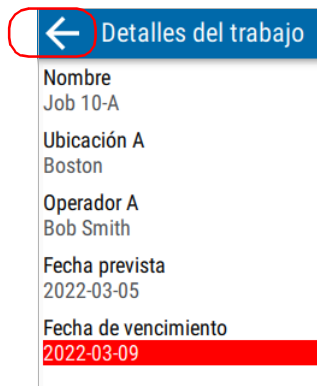 Detalles del trabajo
Nombre
Job 10-A
Ubicación A
Boston
Operador A
Bob Smith
Fecha prevista
2022-03-05
Fecha de vencimiento
2022-03-09